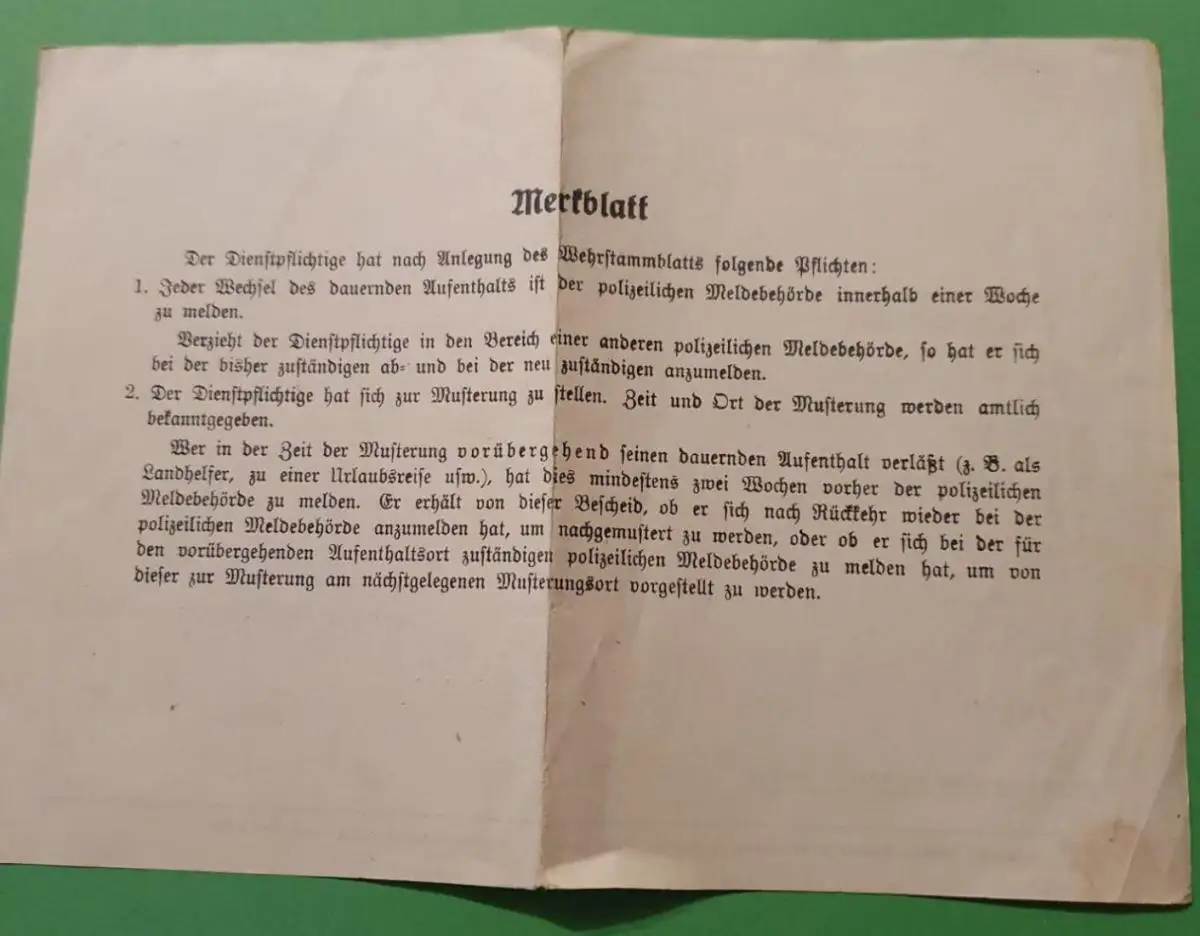 Merkblatt
Der Dienstpflichtige hat nach Anlegung des Wehrstammblatts folgende Pflichten:
1. Jeder Wechsel des dauernden Aufenthalts ist der polizeilichen Meldebehörde innerhalb einer Woche
zu melden.
Verzieht der Dienstpflichtige in den Bereich einer anderen polizeilichen Meldebehörde, so hat er sich
bei der bisher zuständigen ab- und bei der neu zuständigen anzumelden.
2. Der Dienstpflichtige hat sich zur Musterung zu stellen. Zeit und Ort der Musterung werden amtlich
bekanntgegeben.
Wer in der Zeit der Musterung vorübergehend seinen dauernden Aufenthalt verläßt (z. B. als
Landhelfer, zu einer Urlaubsreise usw.), hat dies mindestens zwei Wochen vorher der polizeilichen
Meldebehörde zu melden. Er erhält von dieser Bescheid, ob er sich nach Rückkehr wieder bei der
polizeilichen Meldebehörde anzumelden hat, um nachgemustert zu werden, oder ob er sich bei der für
den vorübergehenden Aufenthaltsort zuständigen polizeilichen Meldebehörde zu melden hat, um von
dieser zur Musterung am nächstgelegenen Musterungsort vorgestellt zu werden.